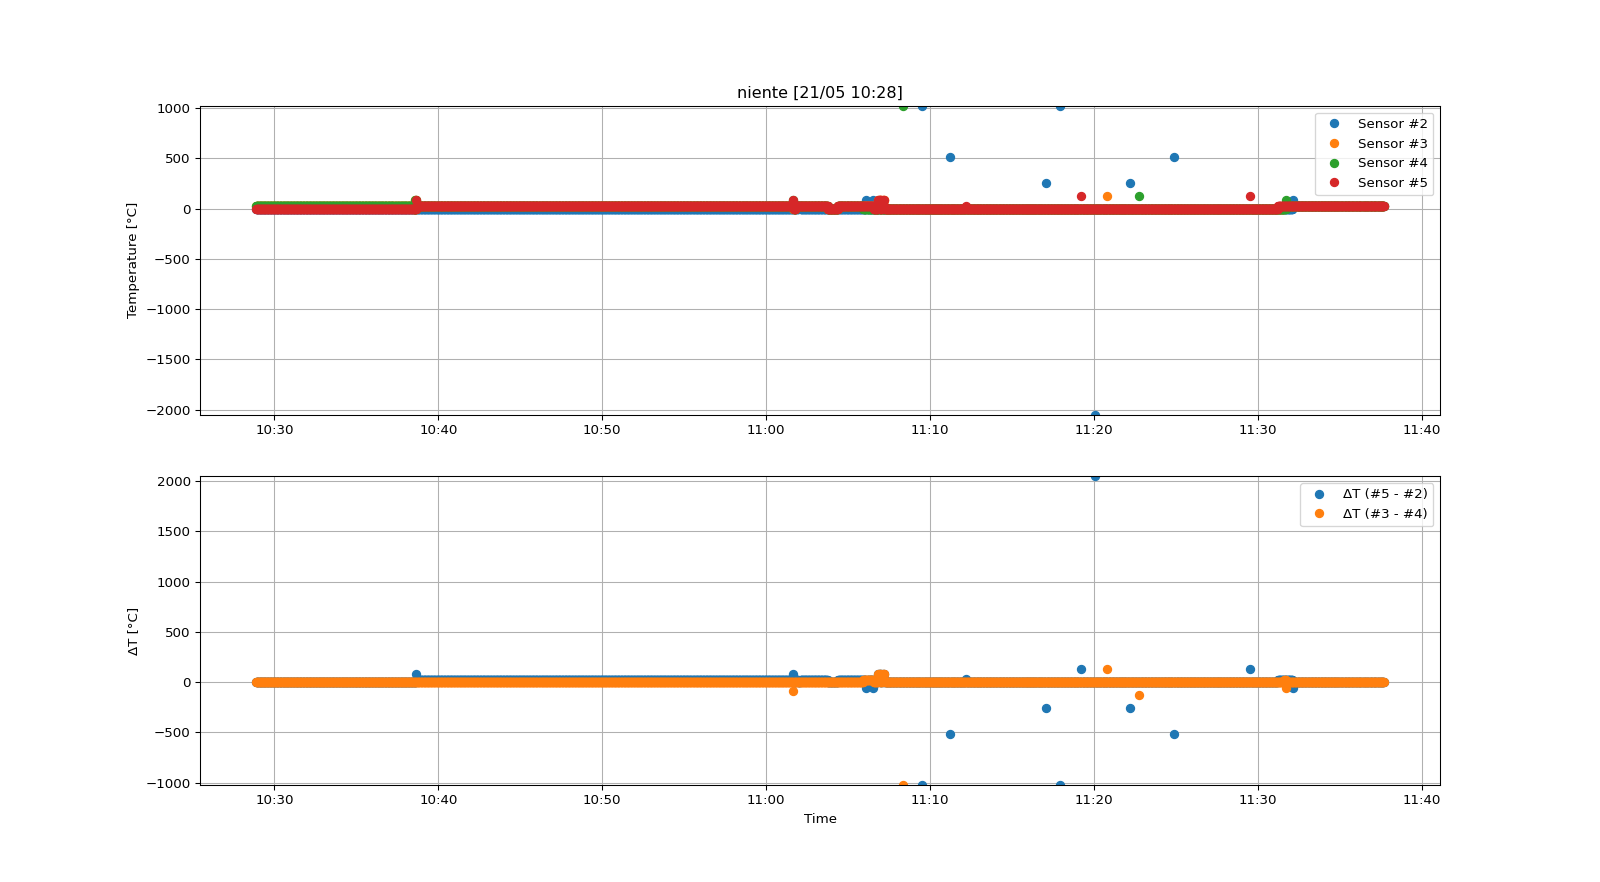 niente [21/05 10:28]
1000
500
0
−500
−1000
−1500
−2000
Temperature [°C]
Sensor #2
Sensor #3
Sensor #4
Sensor #5
10:30 10:40 10:50 11:00 11:10 11:20 11:30 11:40
2000
1500
1000
500
0
−500
−1000
ΔT [°C]
ΔT (#5 - #2)
ΔT (#3 - #4)
10:30 10:40 10:50 11:00 11:10 11:20 11:30 11:40
Time